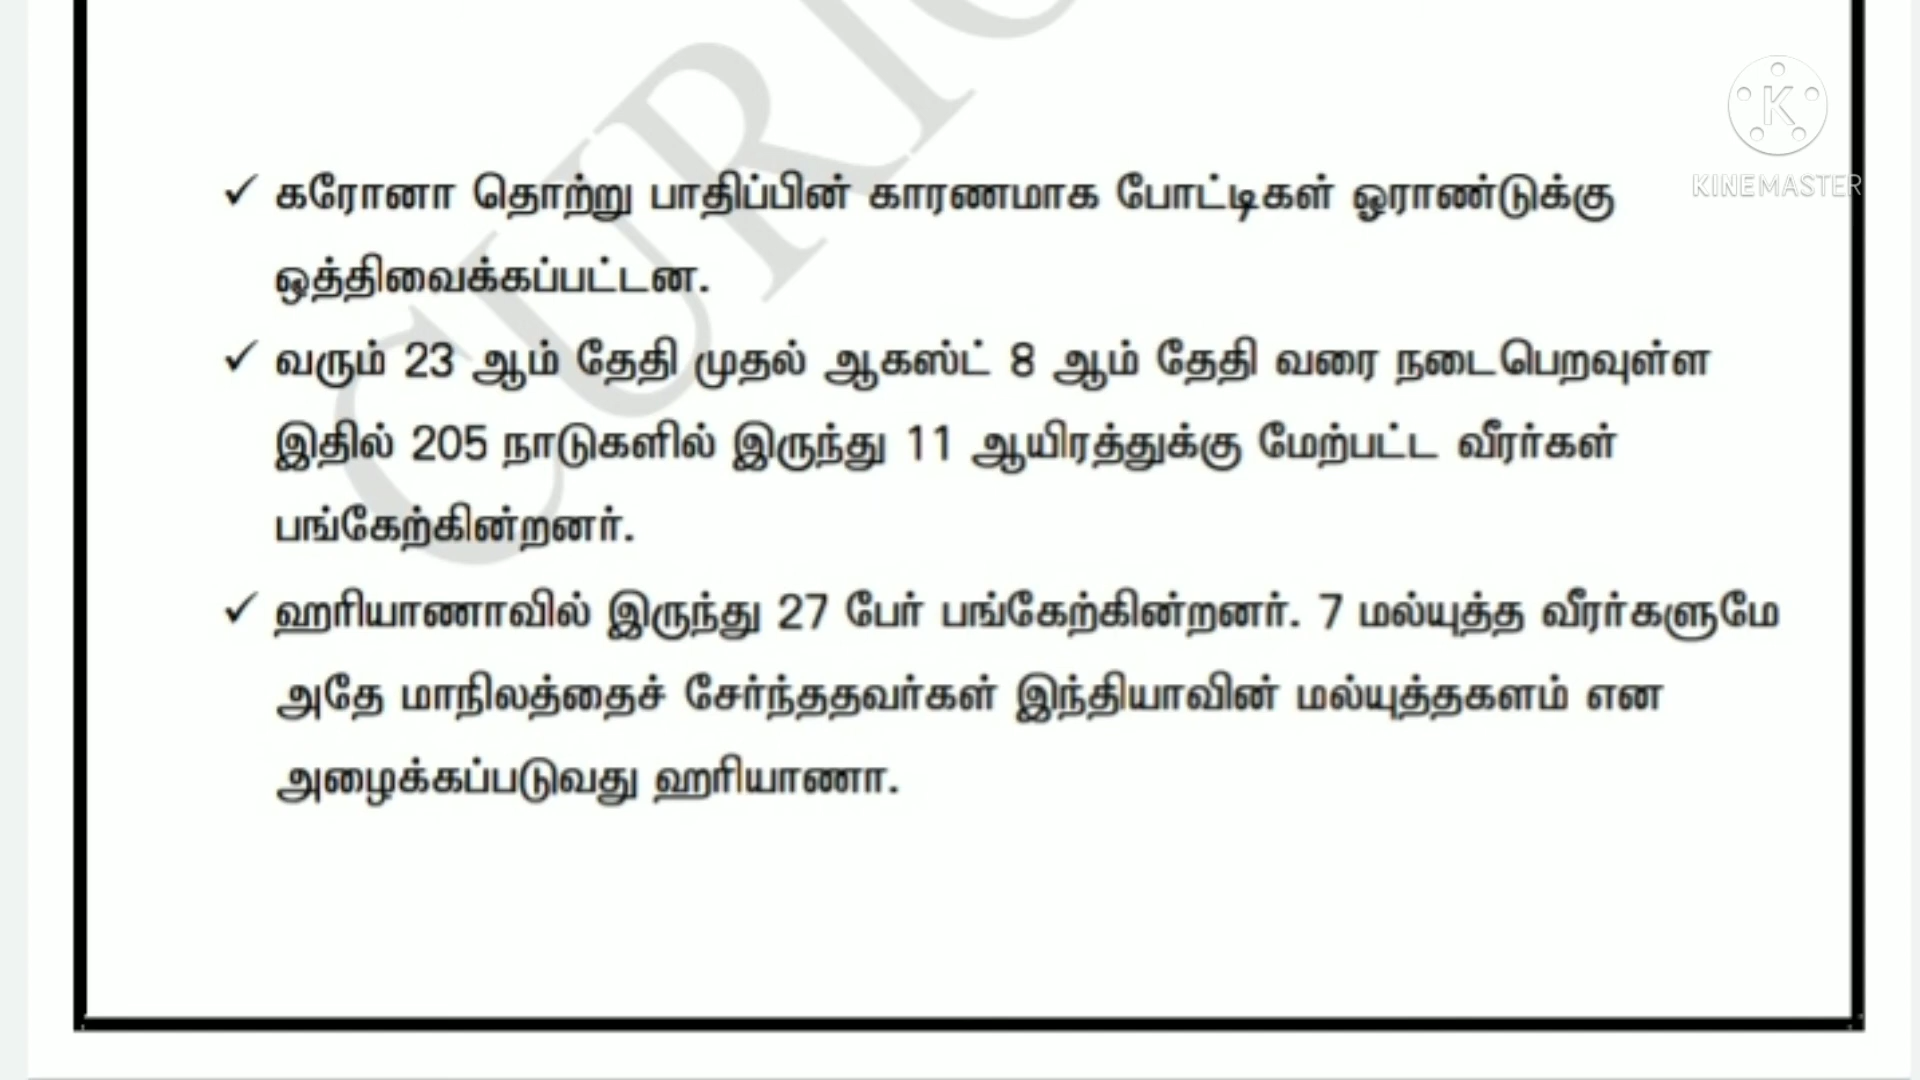 CURIO
KINEMASTER
✓ கரோனா தொற்று பாதிப்பின் காரணமாக போட்டிகள் ஓராண்டுக்கு
ஒத்திவைக்கப்பட்டன.
✓ வரும் 23 ஆம் தேதி முதல் ஆகஸ்ட் 8 ஆம் தேதி வரை நடைபெறவுள்ள
இதில் 205 நாடுகளில் இருந்து 11 ஆயிரத்துக்கு மேற்பட்ட வீரர்கள்
பங்கேற்கின்றனர்.
✓ ஹரியாணாவில் இருந்து 27 பேர் பங்கேற்கின்றனர். 7 மல்யுத்த வீரர்களுமே
அதே மாநிலத்தைச் சேர்ந்ததவர்கள் இந்தியாவின் மல்யுத்தகளம் என
அழைக்கப்படுவது ஹரியாணா.